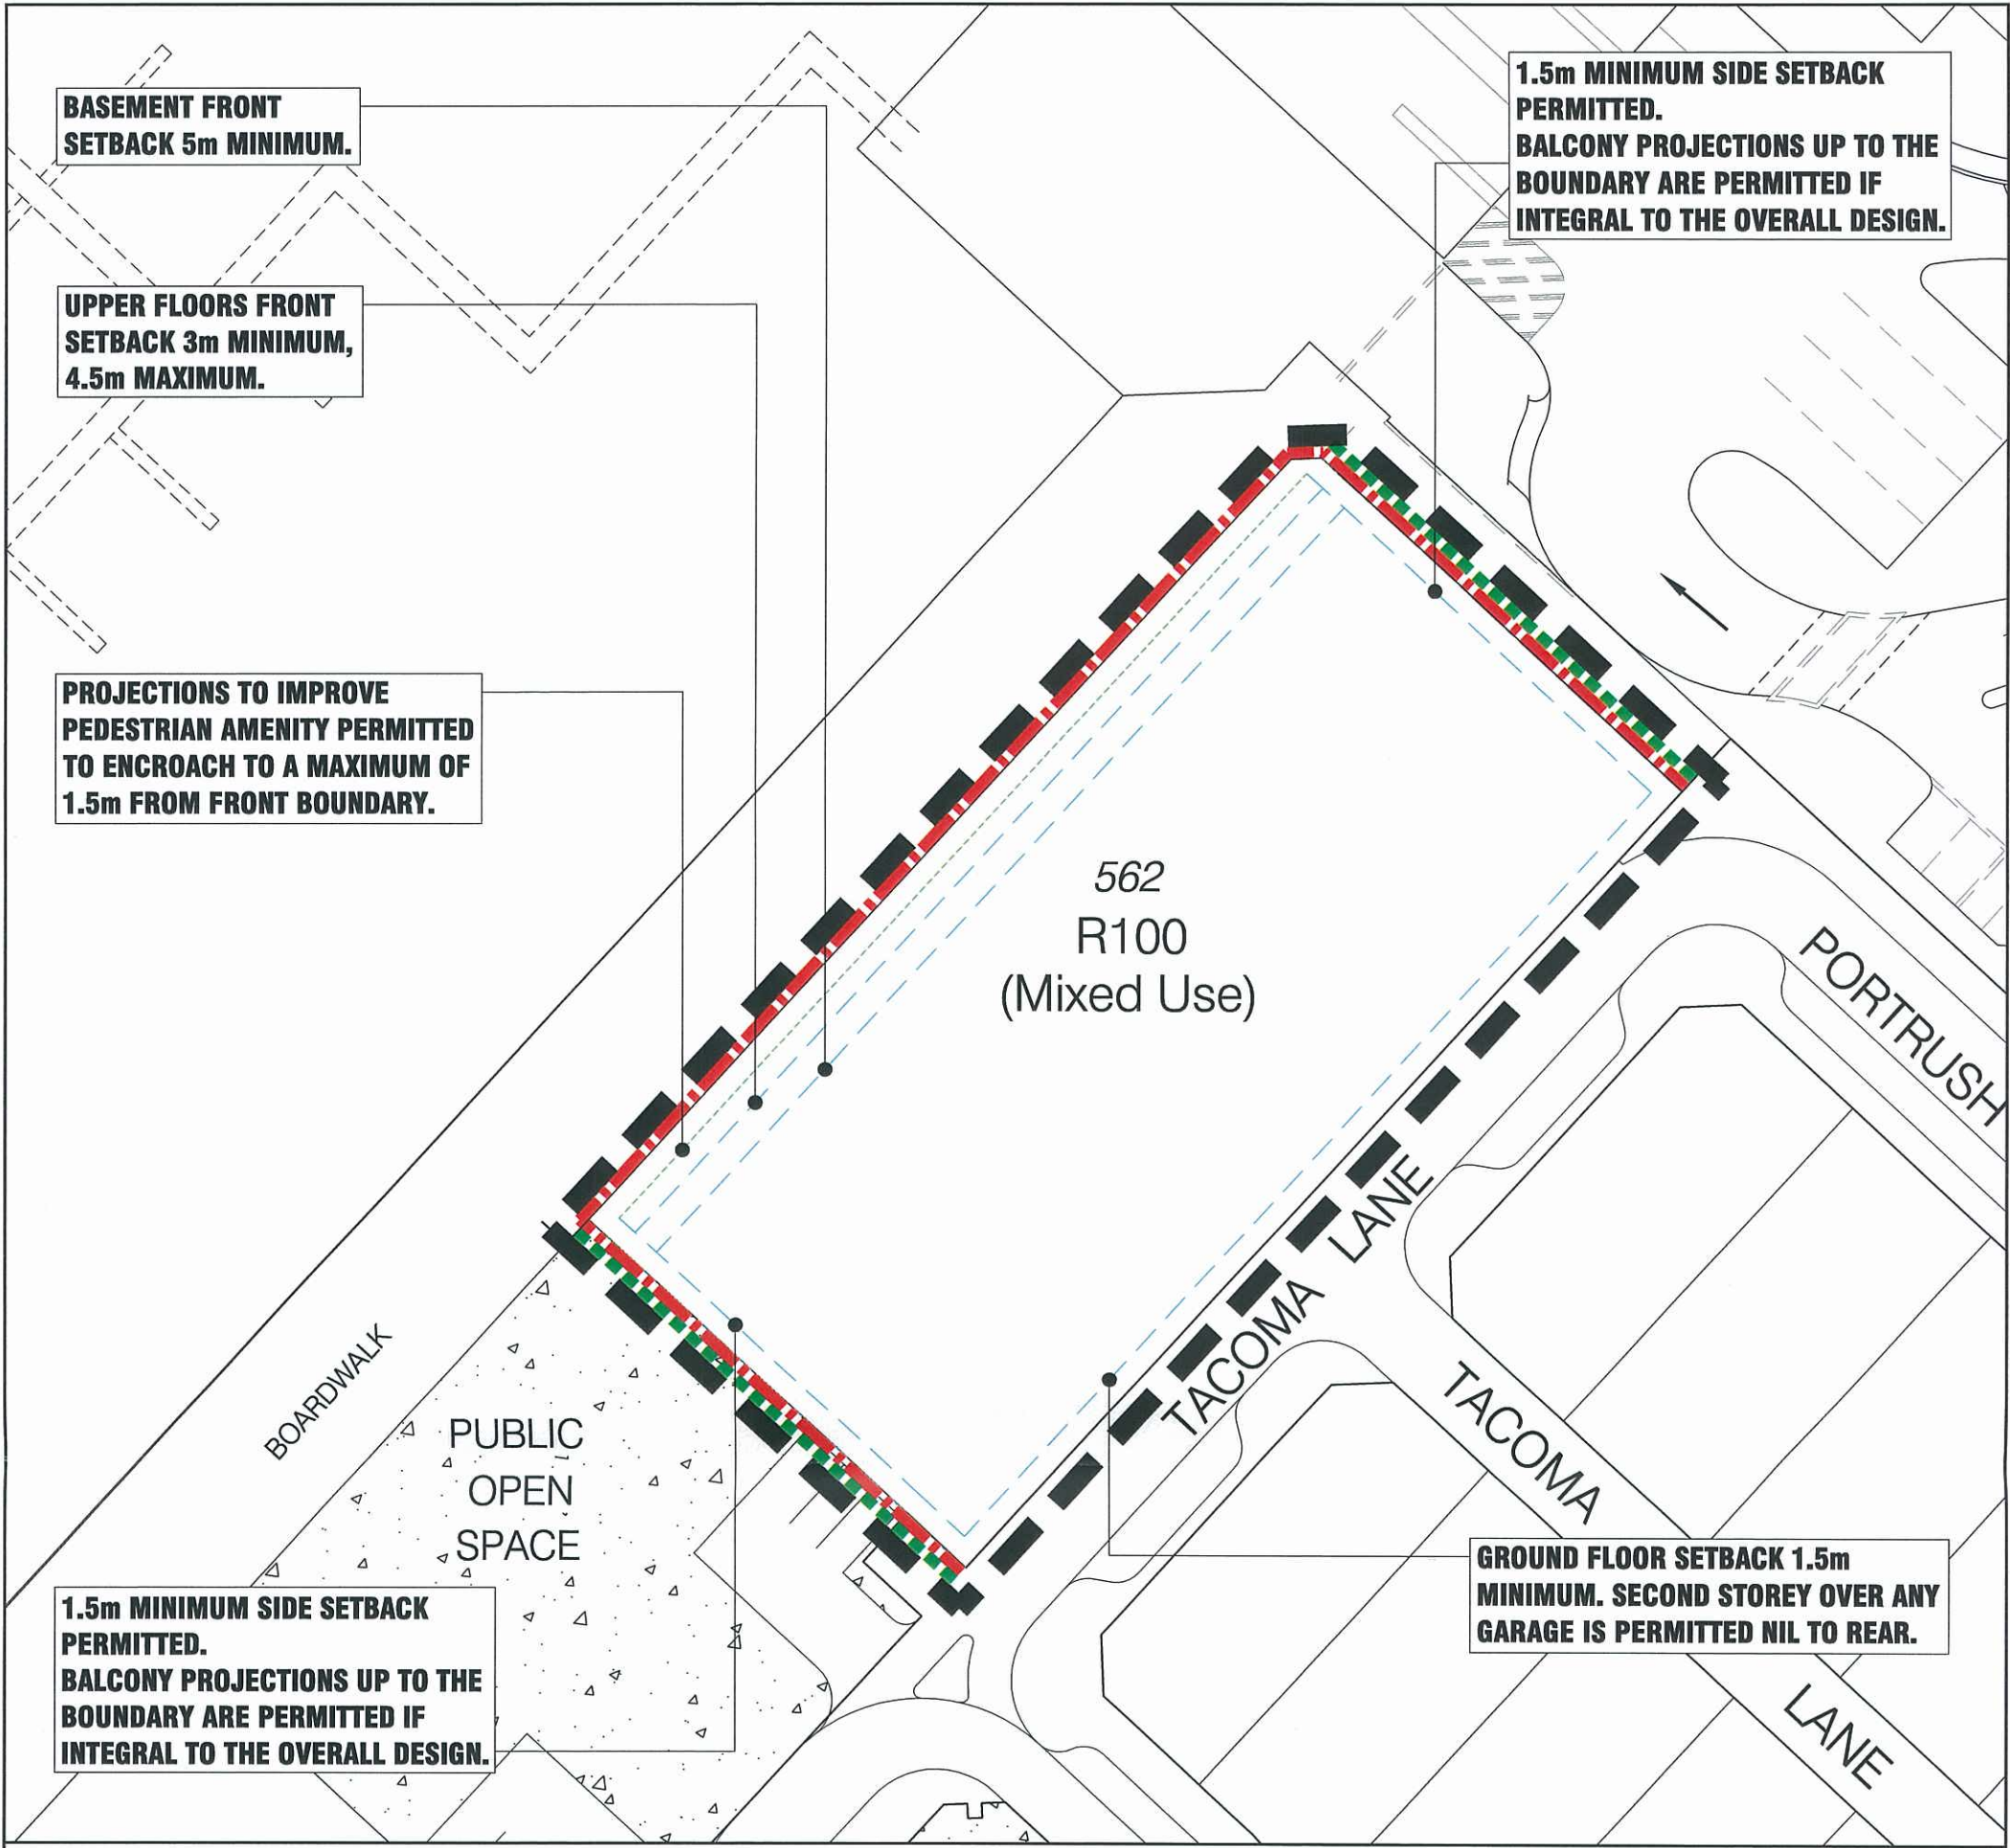 BASEMENT FRONT
SETBACK 5m MINIMUM.
1.5m MINIMUM SIDE SETBACK
PERMITTED.
BALCONY PROJECTIONS UP TO THE
BOUNDARY ARE PERMITTED IF
INTEGRAL TO THE OVERALL DESIGN.
UPPER FLOORS FRONT
SETBACK 3m MINIMUM,
4.5m MAXIMUM.
PROJECTIONS TO IMPROVE
PEDESTRIAN AMENITY PERMITTED
TO ENCROACH TO A MAXIMUM OF
1.5m FROM FRONT BOUNDARY.
562
R100
(Mixed Use)
PORTRUSH
TACOMA LANE
BOARDWALK
PUBLIC
OPEN
SPACE
TACOMA
LANE
GROUND FLOOR SETBACK 1.5m
MINIMUM. SECOND STOREY OVER ANY
GARAGE IS PERMITTED NIL TO REAR.
1.5m MINIMUM SIDE SETBACK
PERMITTED.
BALCONY PROJECTIONS UP TO THE
BOUNDARY ARE PERMITTED IF
INTEGRAL TO THE OVERALL DESIGN.